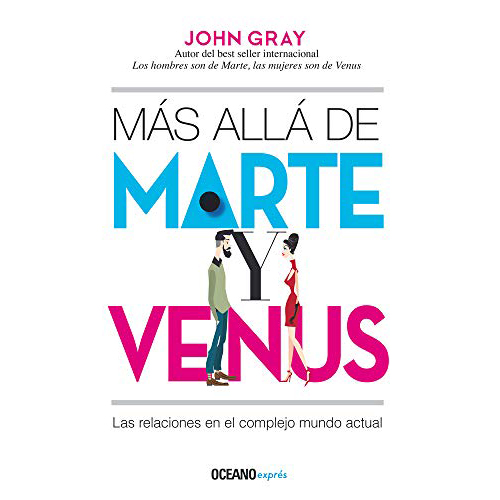 JOHN GRAY
Autor del best seller internacional
Los hombres son de Marte, las mujeres son de Venus
MÁS ALLÁ DE
MARTE
Y
VENUS
Las relaciones en el complejo mundo actual
OCEANO exprés